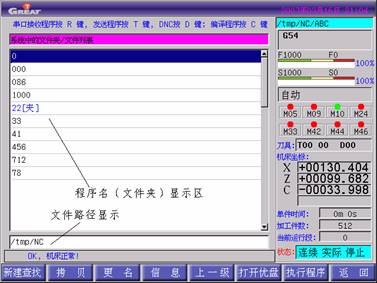 GREAT
串口接收程序按 R 键，发送程序按 T 键，DNC按 D 键；编译程序按 C 键
/tmp/NC/ABC
系统中的文件夹/文件列表
G54
0
000
086
1000
22[夹]
33
41
456
712
78
F1000 F0
100%
S1000 S0
100%
自动
M05 M09 M10 M24
M33 M42 M44 M46
刀具: T00 00 D00
机床坐标:
X +00130.404
Y +00099.682
Z
C -00033.998
程序名（文件夹）显示区
文件路径显示
单件时间: 0m 0s
加工件数: 512
当前运行段: 0
/tmp/NC
状态: 连续 实际 停止
OK, 机床正常!
新建查找 拷 贝 更 名 信 息 上一级 打开优盘 执行程序 返 回